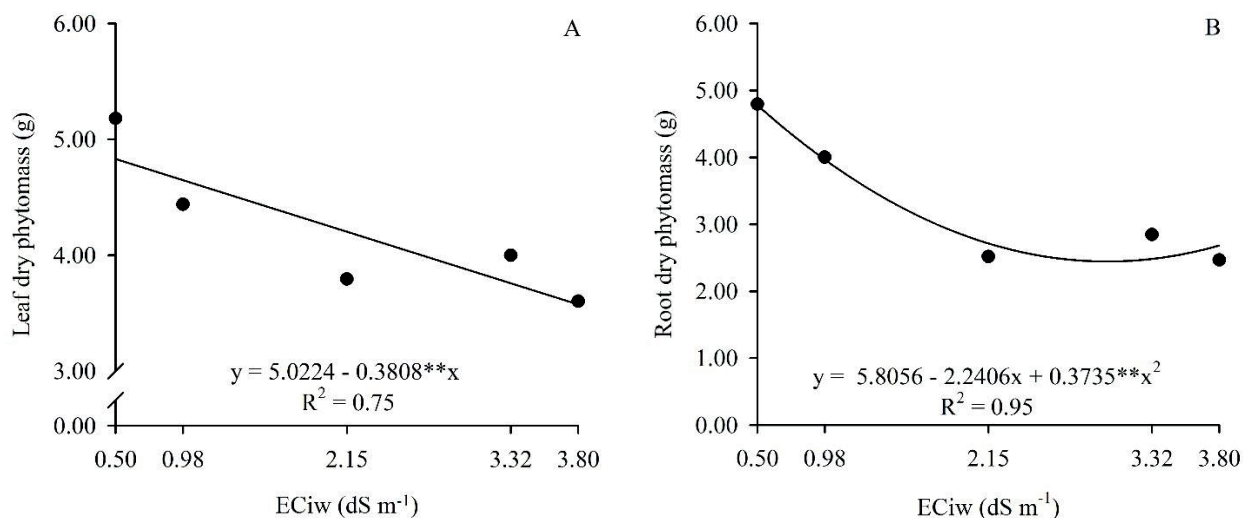 A
Leaf dry phytomass (g)
6.00
5.00
4.00
3.00
0.00
y = 5.0224 - 0.3808**x
R² = 0.75
0.50 0.98 2.15 3.32 3.80
ECiw (dS m⁻¹)
B
Root dry phytomass (g)
6.00
5.00
4.00
3.00
2.00
1.00
0.00
y = 5.8056 - 2.2406x + 0.3735**x²
R² = 0.95
0.50 0.98 2.15 3.32 3.80
ECiw (dS m⁻¹)